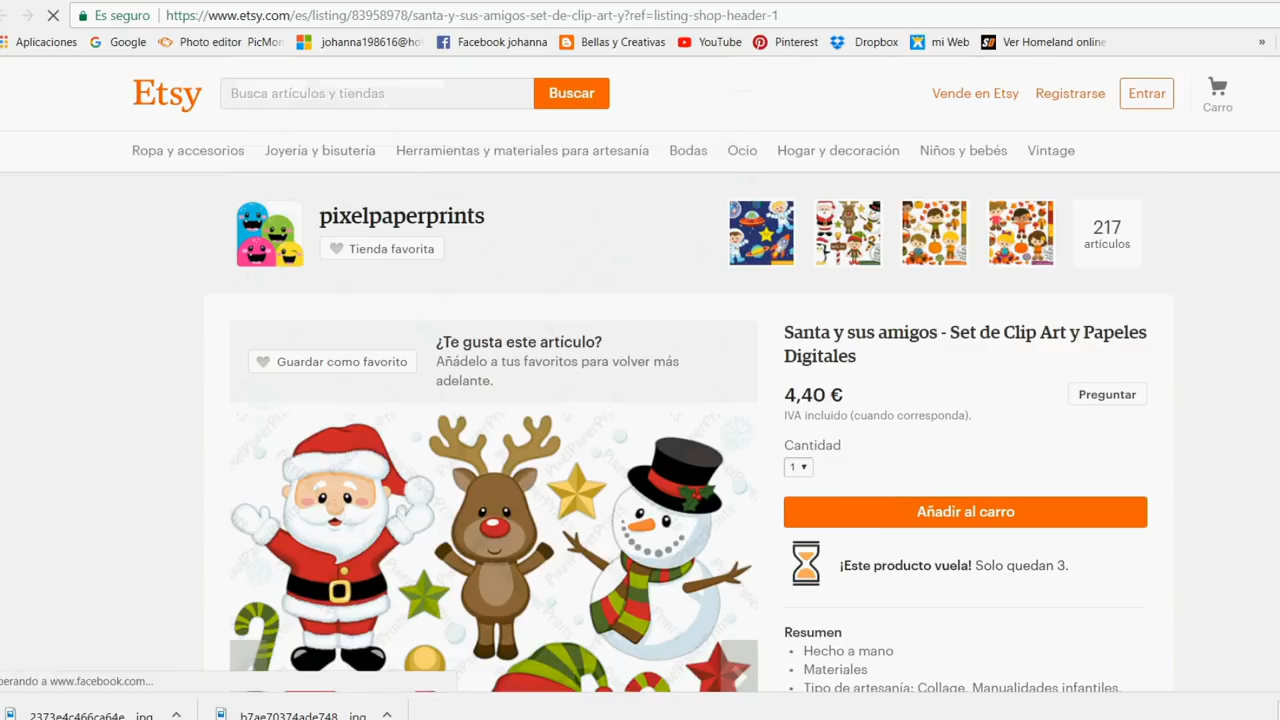 Es seguro https://www.etsy.com/es/listing/83958978/santa-y-sus-amigos-set-de-clip-art-y?ref=listing-shop-header-1
Aplicaciones Google Photo editor PicMon johanna198616@ho Facebook johanna Bellas y Creativas YouTube Pinterest Dropbox mi Web Ver Homeland online »
Etsy Busca artículos y tiendas Buscar Vende en Etsy Registrarse Entrar
Carro
Ropa y accesorios Joyería y bisutería Herramientas y materiales para artesanía Bodas Ocio Hogar y decoración Niños y bebés Vintage
pixelpaperprints
Tienda favorita
217
artículos
¿Te gusta este artículo?
Guardar como favorito
Añádelo a tus favoritos para volver más
adelante.
Santa y sus amigos - Set de Clip Art y Papeles
Digitales
4,40 €
Preguntar
IVA incluido (cuando corresponda).
Cantidad
1
Añadir al carro
¡Este producto vuela! Solo quedan 3.
Resumen
• Hecho a mano
• Materiales
• Tipo de artesanía: Collage, Manualidades infantiles,
perando a www.facebook.com...
2373e4c466ca64e....jpg b7ae70374ade748....jpg